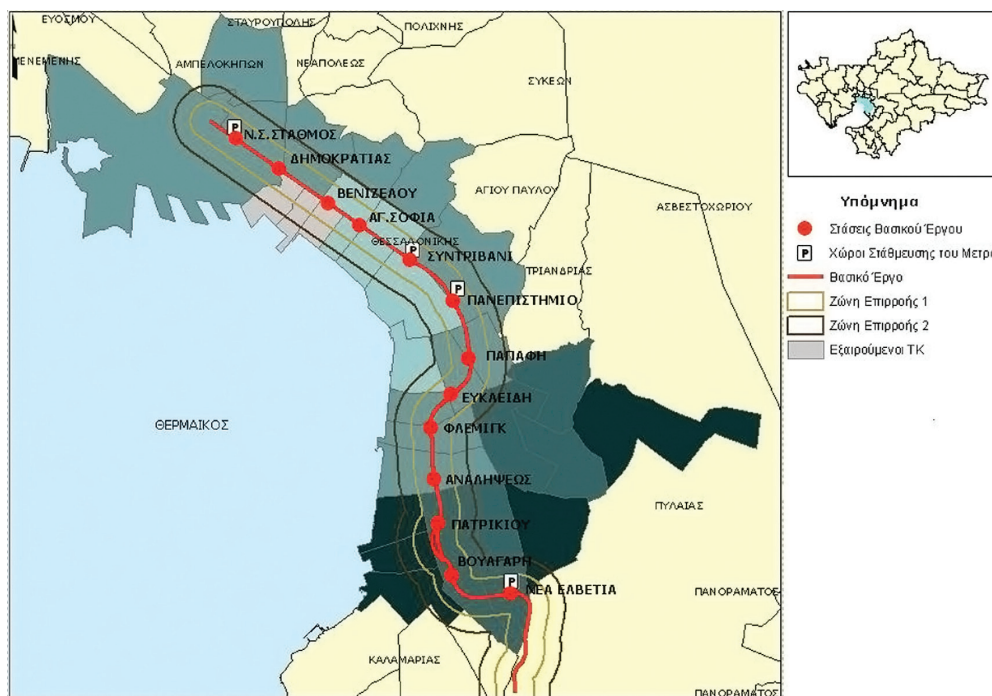 ΕΥΟΣΜΟΥ
ΣΤΑΥΡΟΥΠΟΛΗΣ
ΠΟΛΙΧΝΗΣ
ΜΕΝΕΜΕΝΗΣ
ΑΜΠΕΛΟΚΗΠΩΝ
ΝΕΑΠΟΛΕΩΣ
ΣΥΚΕΩΝ
P
Ν.Σ.ΣΤΑΘΜΟΣ
ΔΗΜΟΚΡΑΤΙΑΣ
ΒΕΝΙΖΕΛΟΥ
ΑΓΙΟΥ ΠΑΥΛΟΥ
ΑΣΒΕΣΤΟΧΩΡΙΟΥ
ΑΓ.ΣΟΦΙΑ
ΘΕΣΣΑΛΟΝΙΚΗΣ
P
ΣΥΝΤΡΙΒΑΝΙ
ΤΡΙΑΝΔΡΙΑΣ
P
ΠΑΝΕΠΙΣΤΗΜΙΟ
ΠΑΠΑΦΗ
ΕΥΚΛΕΙΔΗ
ΘΕΡΜΑΙΚΟΣ
ΦΛΕΜΙΓΚ
ΑΝΑΛΗΨΕΩΣ
ΠΥΛΑΙΑΣ
ΠΑΤΡΙΚΙΟΥ
ΒΟΥΛΓΑΡΗ
P
ΝΕΑ ΕΛΒΕΤΙΑ
ΠΑΝΟΡΑΜΑΤΟΣ
ΚΑΛΑΜΑΡΙΑΣ
ΠΑΝΟΡΑΜΑΤΟΣ
Υπόμνημα
Στάσεις Βασικού Έργου
P Χώροι Στάθμευσης του Μετρ
Βασικό Έργο
Ζώνη Επιρροής 1
Ζώνη Επιρροής 2
Εξαιρούμενοι ΤΚ